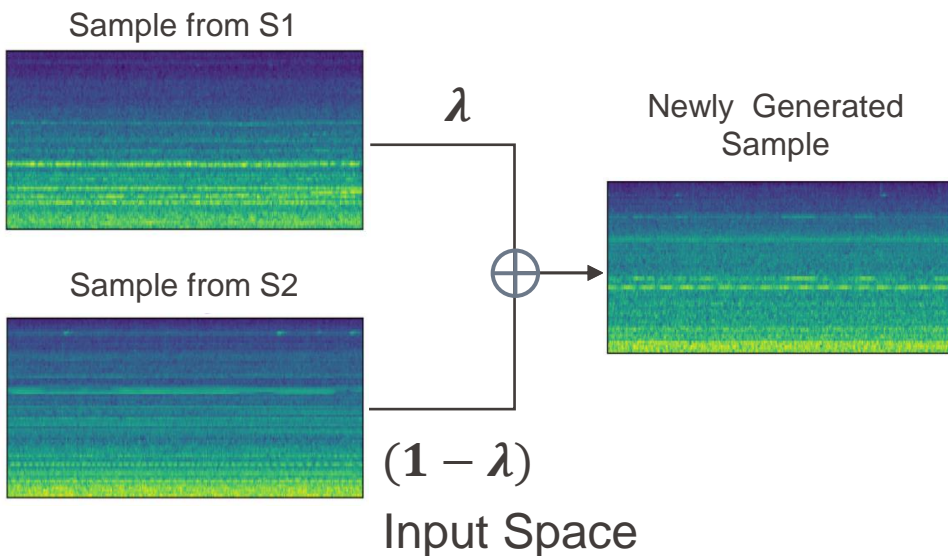 Sample from S1
λ
Newly Generated
Sample
Sample from S2
(1 − λ)
Input Space